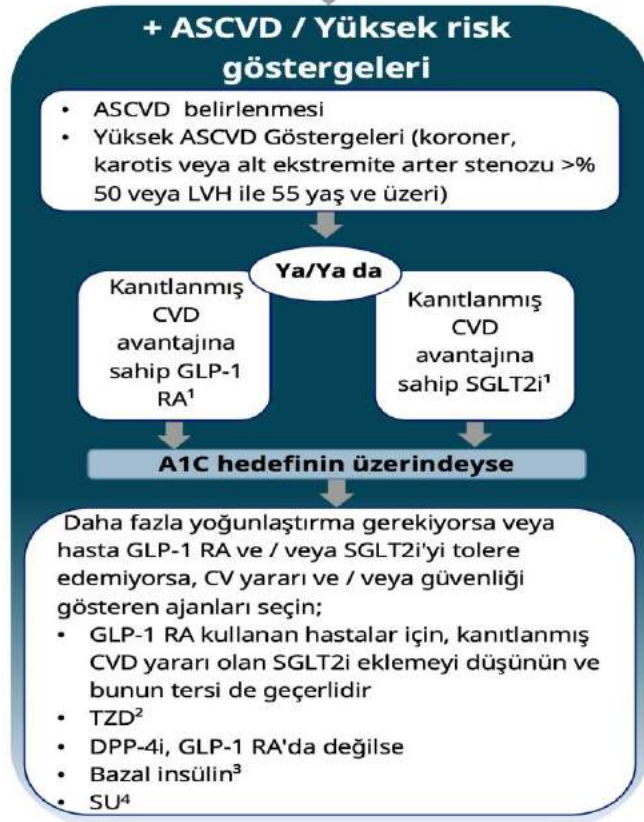 + ASCVD / Yüksek risk
göstergeleri
• ASCVD belirlenmesi
• Yüksek ASCVD Göstergeleri (koroner,
karotis veya alt ekstremite arter stenozu >%
50 veya LVH ile 55 yaş ve üzeri)
Ya/Ya da
Kanıtlanmış
CVD
avantajına
sahip GLP-1
RA¹
Kanıtlanmış
CVD
avantajına
sahip SGLT2i¹
A1C hedefinin üzerindeyse
Daha fazla yoğunlaştırma gerekiyorsa veya
hasta GLP-1 RA ve / veya SGLT2i'yi tolere
edemiyorsa, CV yararı ve / veya güvenliği
gösteren ajanları seçin;
• GLP-1 RA kullanan hastalar için, kanıtlanmış
CVD yararı olan SGLT2i eklemeyi düşünün ve
bunun tersi de geçerlidir
• TZD²
• DPP-4i, GLP-1 RA'da değilse
• Bazal insülin³
• SU⁴